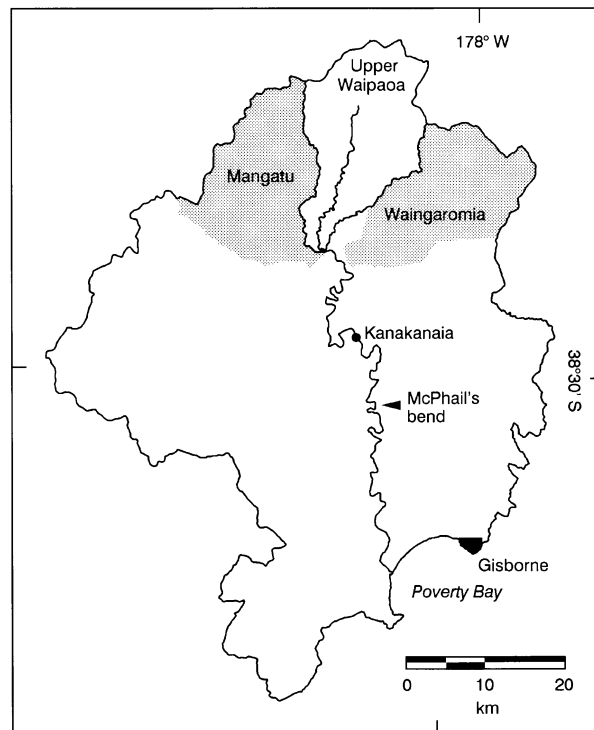 178° W
Upper
Waipaoa
Mangatu
Waingaromia
Kanakanaia
38°30' S
McPhail's
bend
Gisborne
Poverty Bay
0 10 20
km